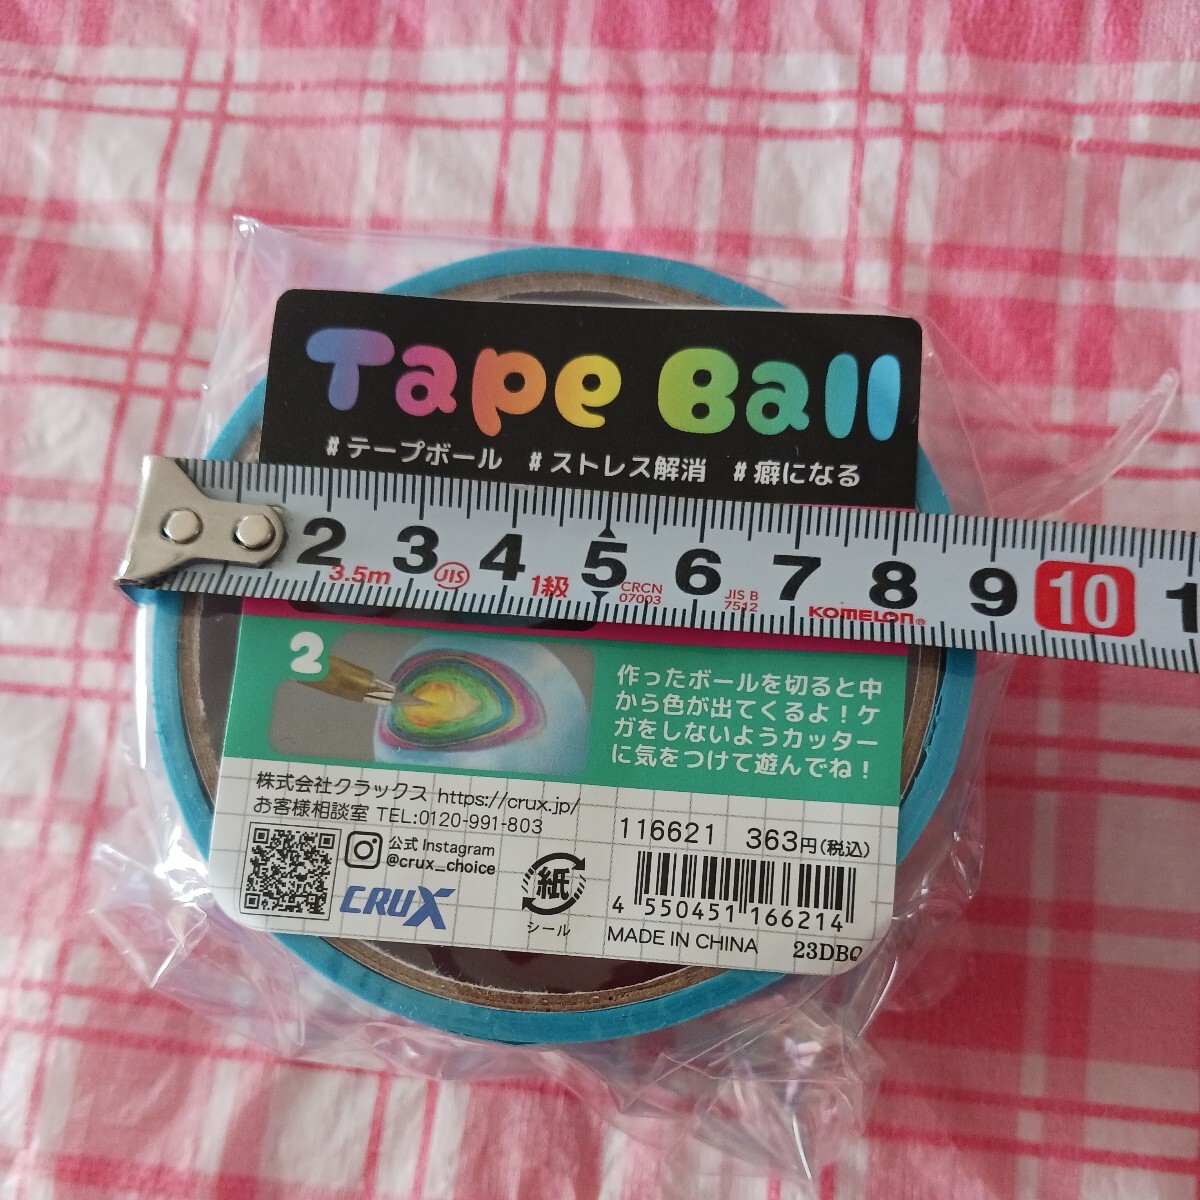 Tape Ball
#テープボール #ストレス解消 #癖になる
2 3 4 5 6 7 8 9 10 1
3.5m JIS 1級 CRCN 07003 JIS B 7512 KOMELON®
2
作ったボールを切ると中
から色が出てくるよ!ケ
ガをしないようカッター
に気をつけて遊んでね!
株式会社クラックス https://crux.jp/
お客様相談室 TEL:0120-991-803
公式 Instagram
@crux_choice
CRUX
紙
シール
116621 363円(税込)
4 550451 166214
MADE IN CHINA 23DBQ